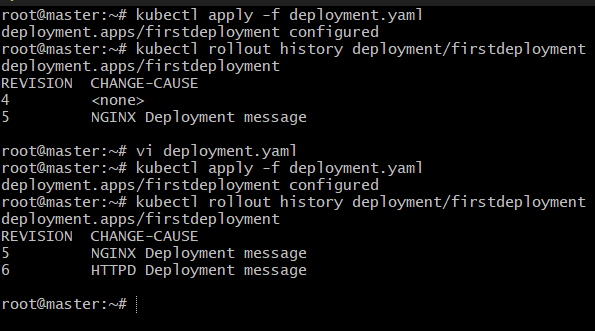 root@master:~# kubectl apply -f deployment.yaml
deployment.apps/firstdeployment configured
root@master:~# kubectl rollout history deployment/firstdeployment
deployment.apps/firstdeployment
REVISION  CHANGE-CAUSE
4         <none>
5         NGINX Deployment message
root@master:~# vi deployment.yaml
root@master:~# kubectl apply -f deployment.yaml
deployment.apps/firstdeployment configured
root@master:~# kubectl rollout history deployment/firstdeployment
deployment.apps/firstdeployment
REVISION  CHANGE-CAUSE
5         NGINX Deployment message
6         HTTPD Deployment message
root@master:~#